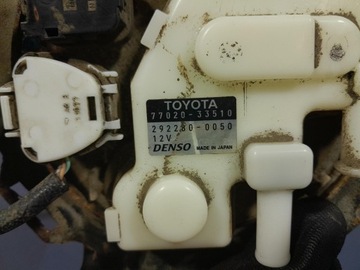 TOYOTA
77020-33510
292280-0050
12V
DENSO MADE IN JAPAN